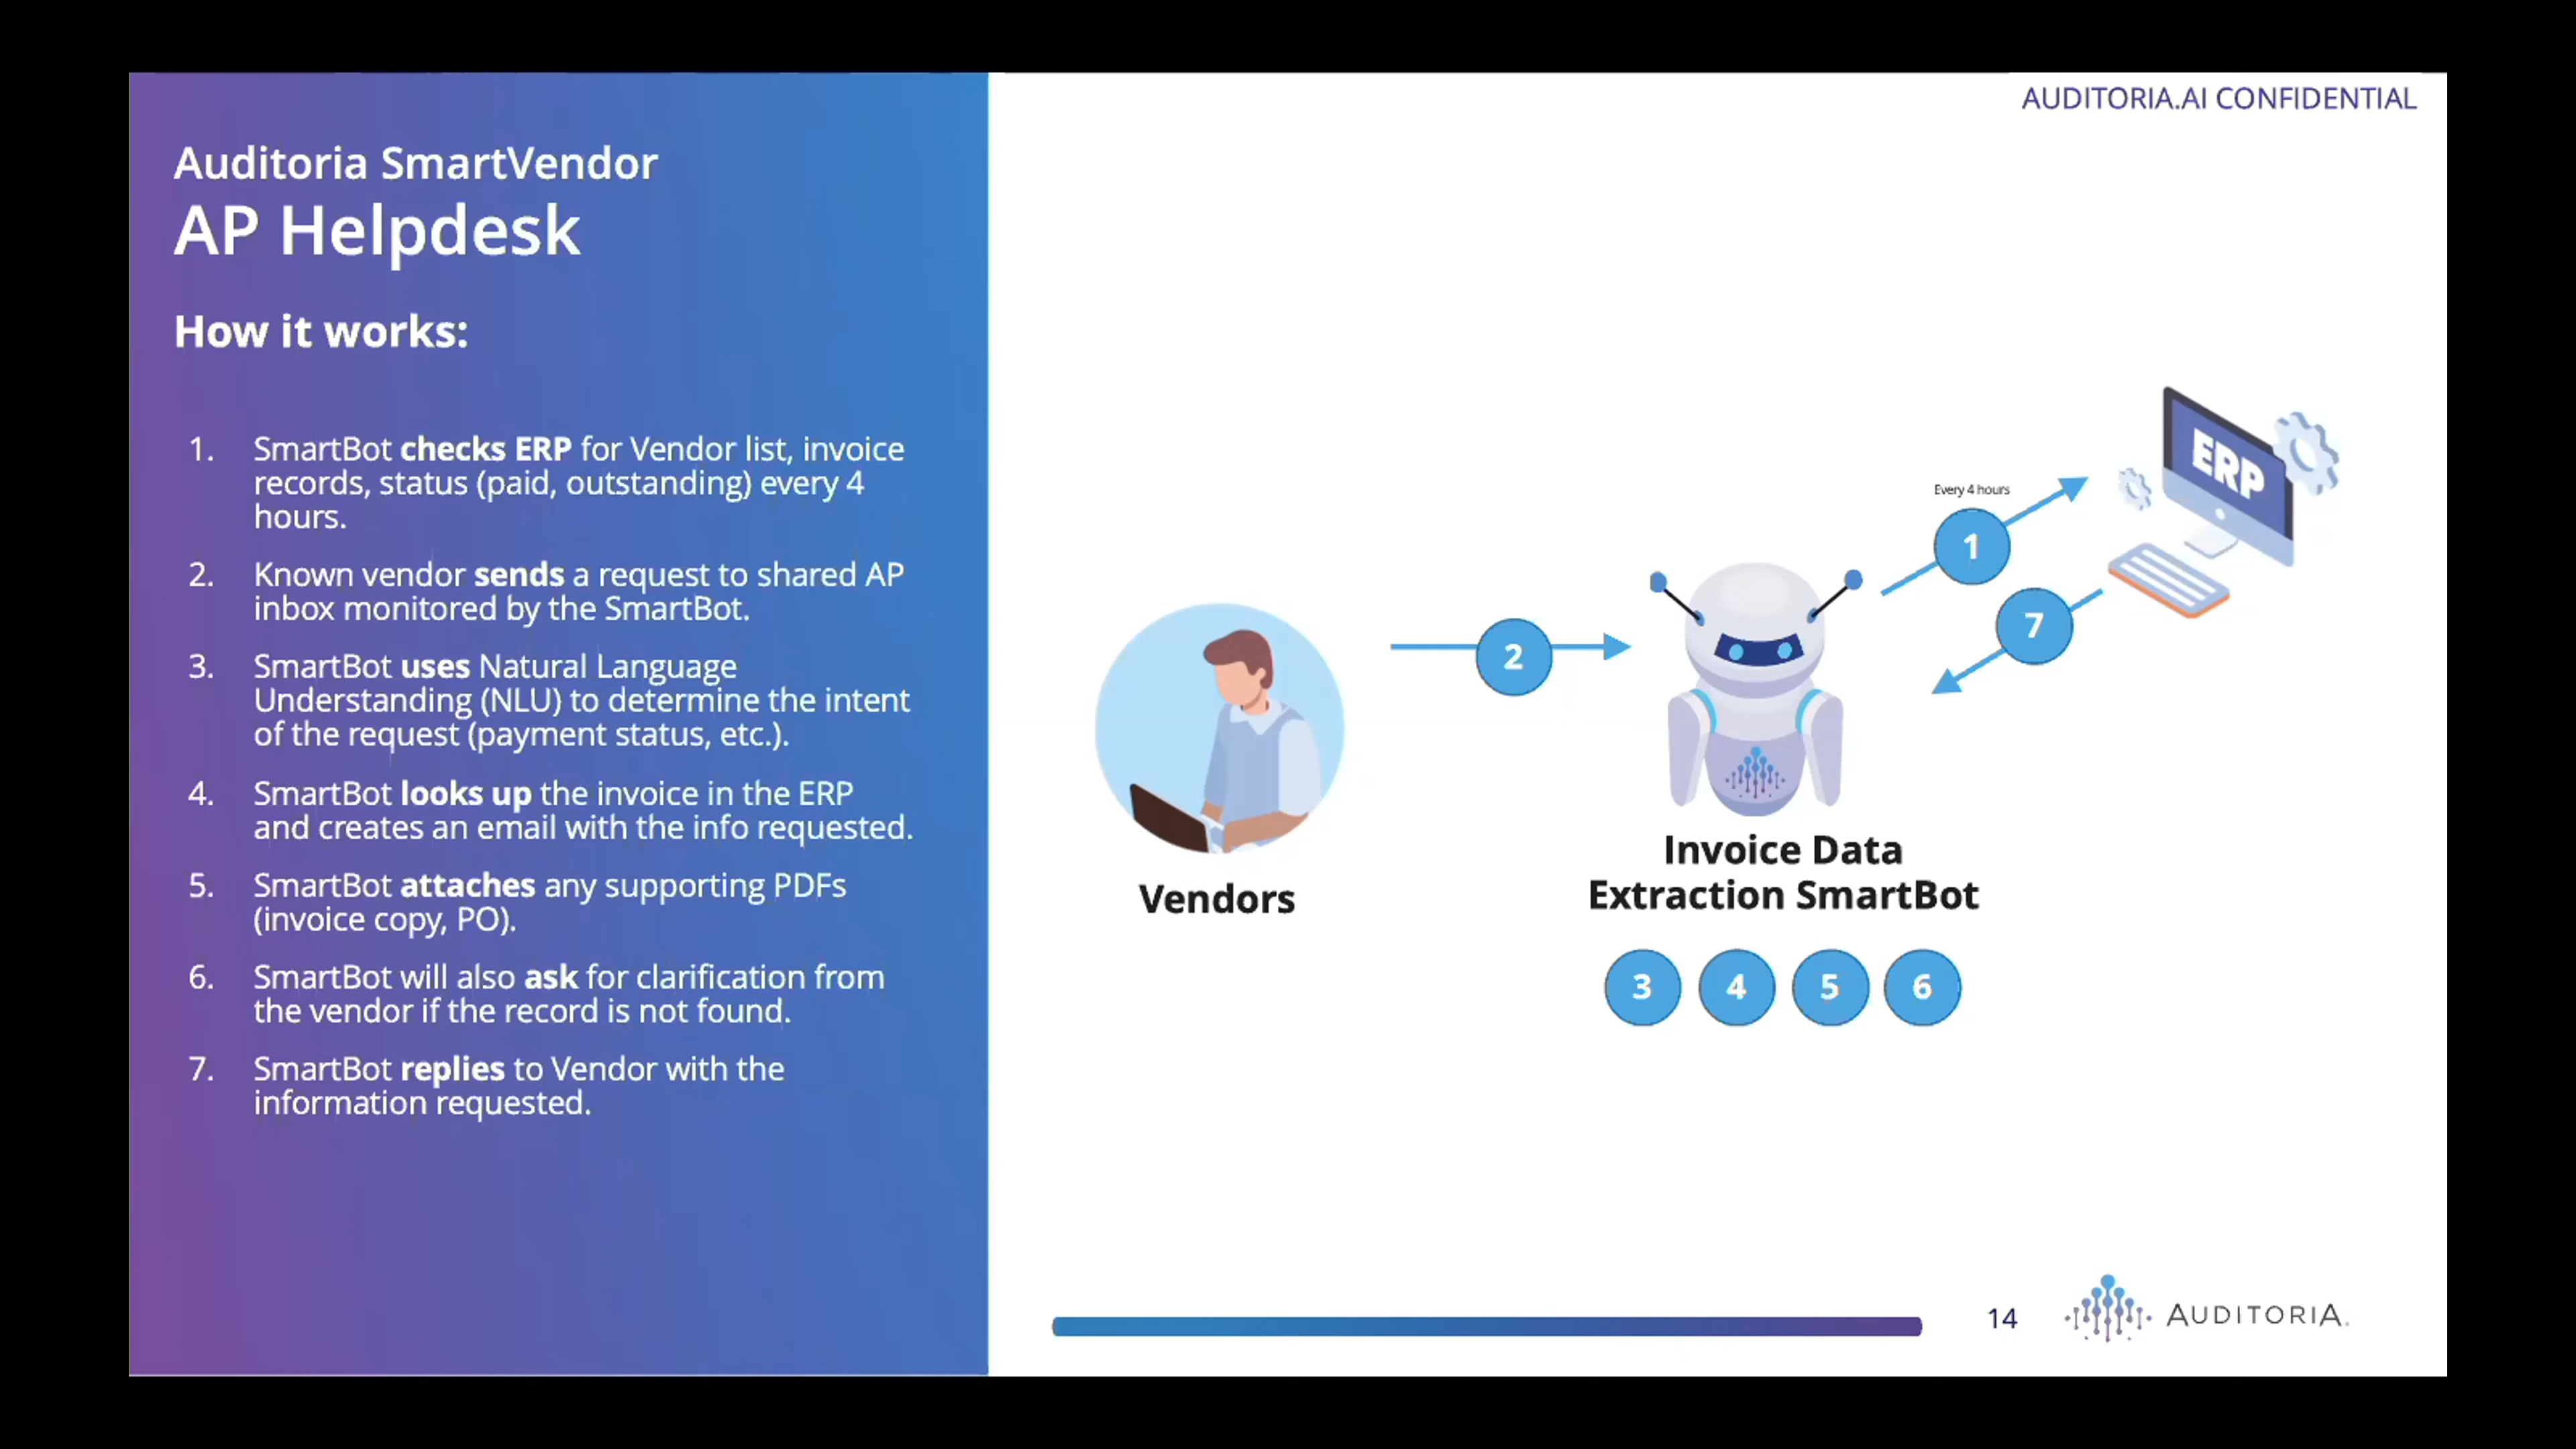 AUDITORIA.AI CONFIDENTIAL
Auditoria SmartVendor
AP Helpdesk
How it works:
1. SmartBot checks ERP for Vendor list, invoice
records, status (paid, outstanding) every 4
hours.
2. Known vendor sends a request to shared AP
inbox monitored by the SmartBot.
3. SmartBot uses Natural Language
Understanding (NLU) to determine the intent
of the request (payment status, etc.).
4. SmartBot looks up the invoice in the ERP
and creates an email with the info requested.
5. SmartBot attaches any supporting PDFs
(invoice copy, PO).
6. SmartBot will also ask for clarification from
the vendor if the record is not found.
7. SmartBot replies to Vendor with the
information requested.
ERP
Every 4 hours
1
7
2
Vendors
Invoice Data
Extraction SmartBot
3 4 5 6
14
AUDITORIA.